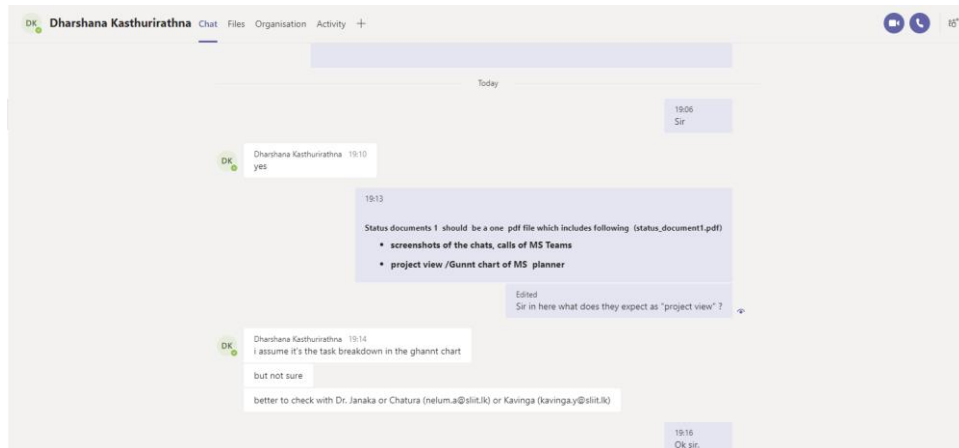 DK Dharshana Kasthurirathna Chat Files Organisation Activity +
Today
19:06
Sir
DK
Dharshana Kasthurirathna 19:10
yes
19:13
Status documents 1 should be a one pdf file which includes following (status_document1.pdf)
• screenshots of the chats, calls of MS Teams
• project view /Gunnt chart of MS planner
Edited
Sir in here what does they expect as "project view" ?
DK
Dharshana Kasthurirathna 19:14
i assume it's the task breakdown in the ghannt chart
but not sure
better to check with Dr. Janaka or Chatura (nelum.a@sliit.lk) or Kavinga (kavinga.y@sliit.lk)
19:16
Ok sir.